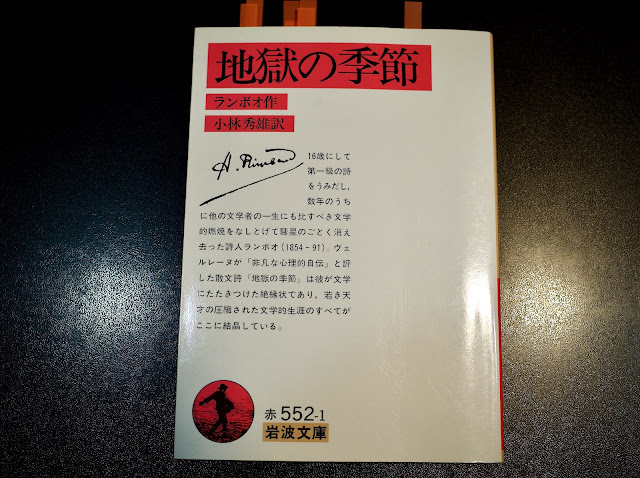 地獄の季節
ランボオ作
小林秀雄訳
A. Rimbaud
16歳にして
第一級の詩
をうみだし,
数年のうち
に他の文学者の一生にも比すべき文学
的燃焼をなしとげて彗星のごとく消え
去った詩人ランボオ(1854-91).ヴェ
ルレーヌが「非凡な心理的自伝」と評
した散文詩「地獄の季節」は彼が文学
にたたきつけた絶縁状であり,若き天
才の圧縮された文学的生涯のすべてが
ここに結晶している。
赤 552-1
岩波文庫